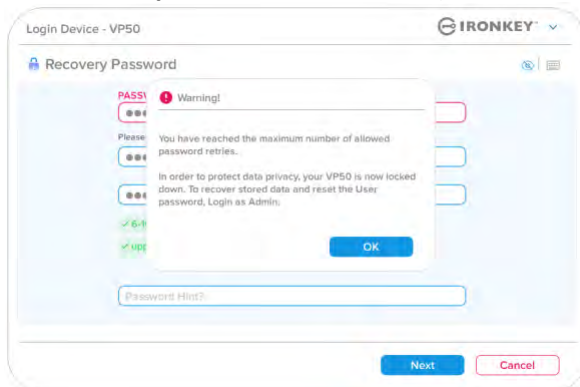 Login Device - VP50
IRONKEY
Recovery Password
PASSW
Warning!
Please
You have reached the maximum number of allowed
password retries.
In order to protect data privacy, your VP50 is now locked
down. To recover stored data and reset the User
password, Login as Admin.
OK
Password Hint?
Next
Cancel